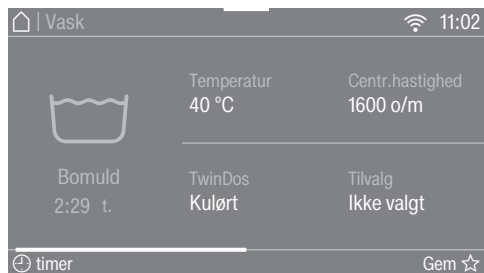 | Vask
11:02
Temperatur
40 °C
Centr.hastighed
1600 o/m
Bomuld
2:29 t.
TwinDos
Kulørt
Tilvalg
Ikke valgt
timer
Gem